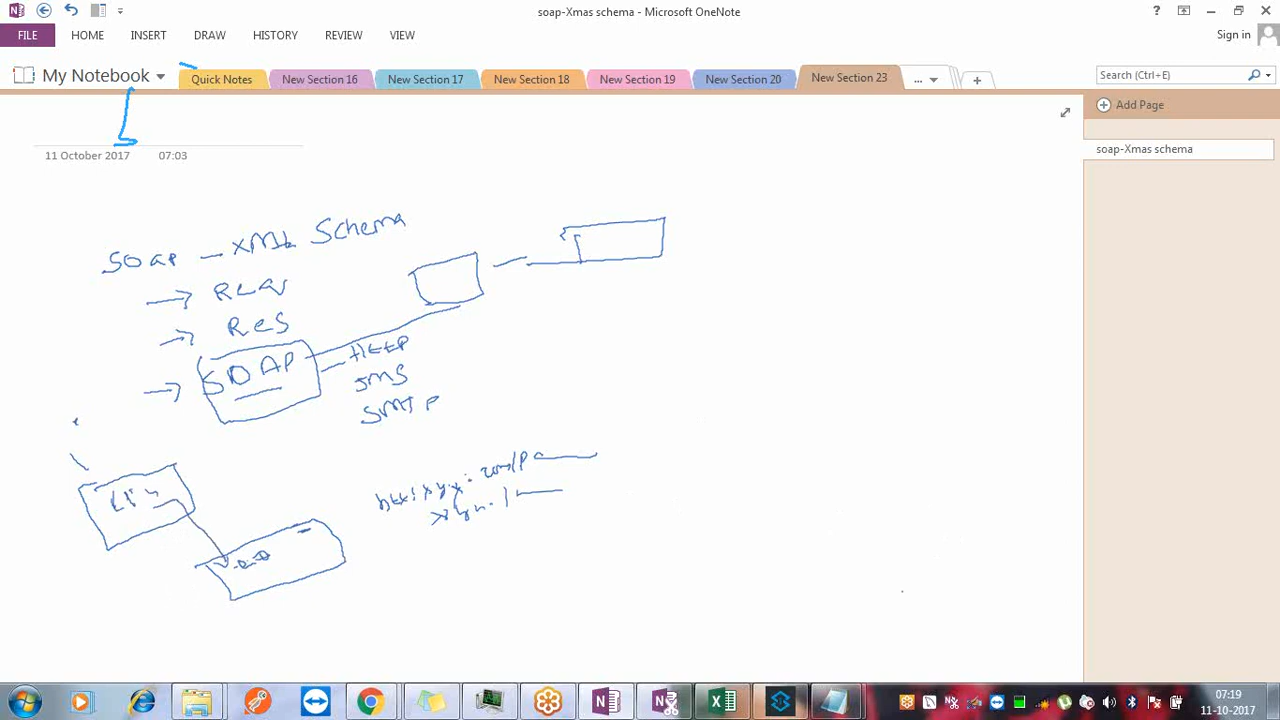 soap-Xmas schema - Microsoft OneNote
FILE HOME INSERT DRAW HISTORY REVIEW VIEW Sign in
My Notebook Quick Notes New Section 16 New Section 17 New Section 18 New Section 19 New Section 20 New Section 23 ... + Search (Ctrl+E)
Add Page
soap-Xmas schema
11 October 2017 07:03
Soap - XML Schema
Req
Res
SOAP
HTTP
JMS
SMTP
07:19
11-10-2017